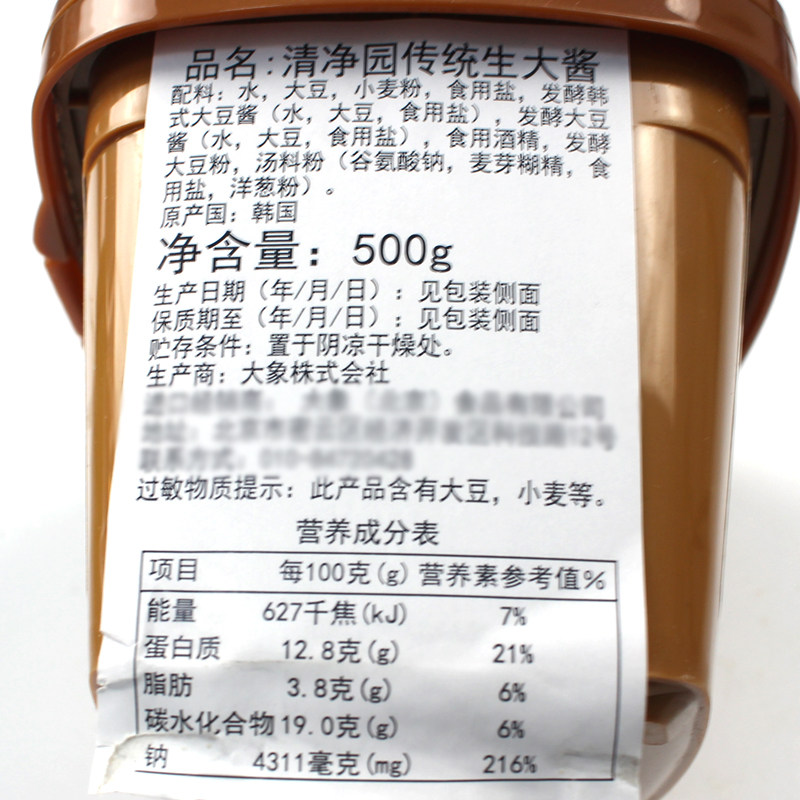 品名:清净园传统生大酱
配料：水，大豆，小麦粉，食用盐，发酵韩
式大豆酱（水，大豆，食用盐），发酵大豆
酱（水，大豆，食用盐），食用酒精，发酵
大豆粉，汤料粉（谷氨酸钠，麦芽糊精，食
用盐，洋葱粉）。
原产国：韩国
净含量：500g
生产日期（年/月/日）：见包装侧面
保质期至（年/月/日）：见包装侧面
贮存条件：置于阴凉干燥处。
生产商：大象株式会社
过敏物质提示：此产品含有大豆，小麦等。
营养成分表
项目 每100克(g) 营养素参考值%
能量 627千焦(kJ) 7%
蛋白质 12.8克(g) 21%
脂肪 3.8克(g) 6%
碳水化合物 19.0克(g) 6%
钠 4311毫克(mg) 216%